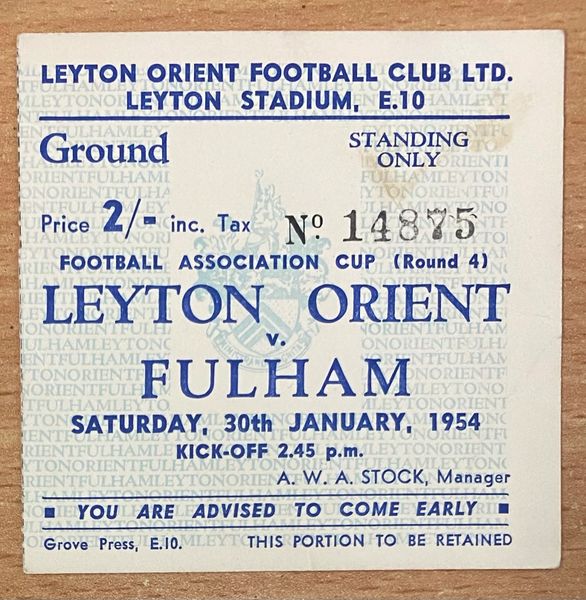 LEYTON ORIENT FOOTBALL CLUB LTD.
LEYTON STADIUM, E.10
Ground
STANDING
ONLY
Price 2/- inc. Tax Nº 14875
FOOTBALL ASSOCIATION CUP (Round 4)
LEYTON ORIENT
v.
FULHAM
SATURDAY, 30th JANUARY, 1954
KICK-OFF 2.45 p.m.
A. W. A. STOCK, Manager
YOU ARE ADVISED TO COME EARLY
Grove Press, E.10. THIS PORTION TO BE RETAINED